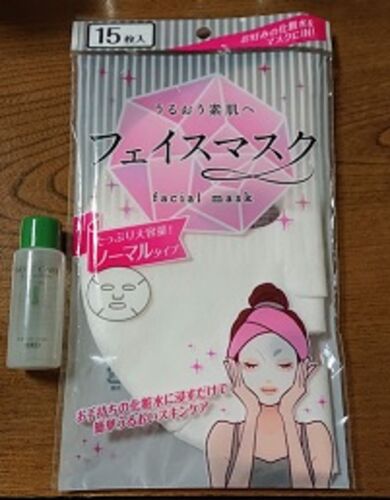 15枚入
お好みの化粧水を
マスクにIN!
うるおう素肌へ
フェイスマスク
facial mask
たっぷり大容量!
ノーマルタイプ
お手持ちの化粧水に浸すだけで
簡単うるおいスキンケア